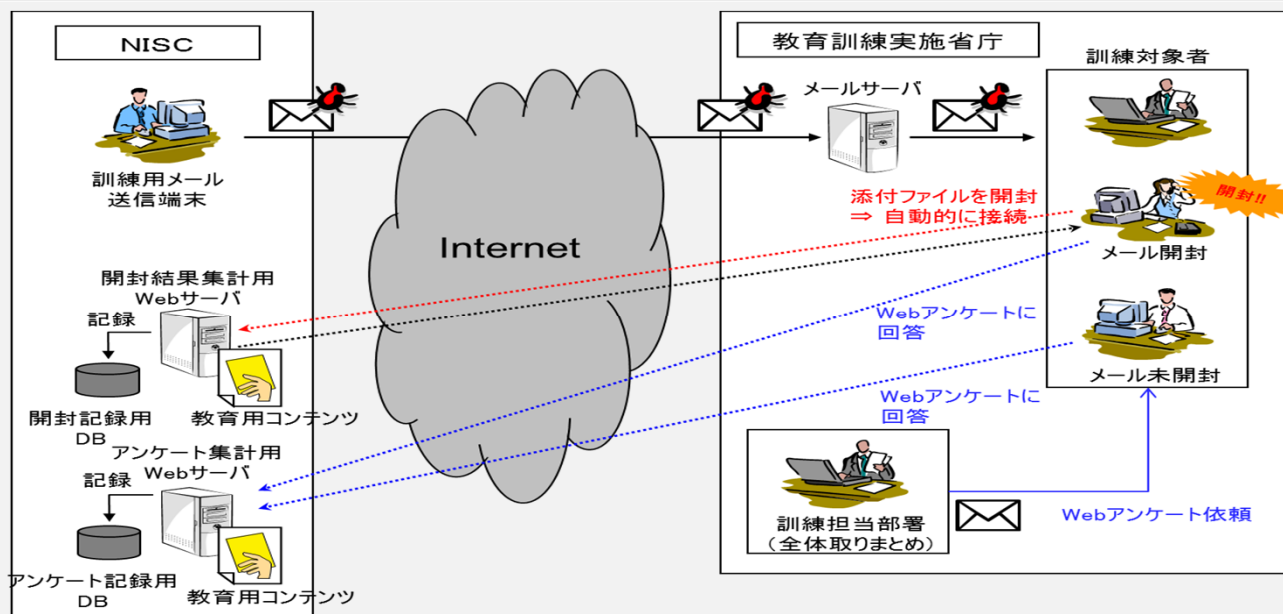 NISC
訓練用メール
送信端末
開封結果集計用
Webサーバ
記録
開封記録用
DB
教育用コンテンツ
アンケート集計用
Webサーバ
記録
アンケート記録用
DB
教育用コンテンツ
Internet
教育訓練実施省庁
メールサーバ
訓練対象者
添付ファイルを開封
⇒ 自動的に接続
開封!!
メール開封
Webアンケートに
回答
メール未開封
Webアンケートに
回答
訓練担当部署
(全体取りまとめ)
Webアンケート依頼